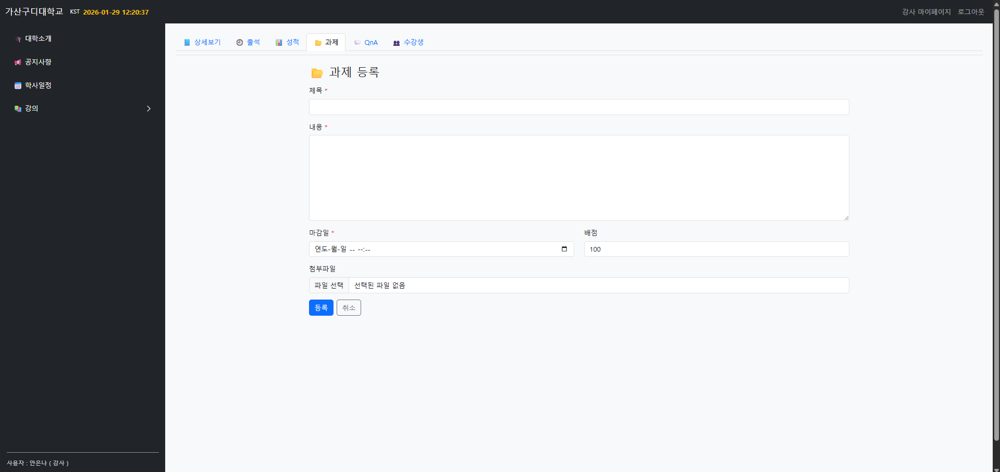 가산구디대학교 KST 2026-01-29 12:20:37
강사 마이페이지 로그아웃
대학소개
공지사항
학사일정
강의
사용자 : 안은나 ( 강사 )
상세보기 출석 성적 과제 QnA 수강생
과제 등록
제목 *
내용 *
마감일 * 배점
연도-월-일 -- --:-- 100
첨부파일
파일 선택 선택된 파일 없음
등록 취소